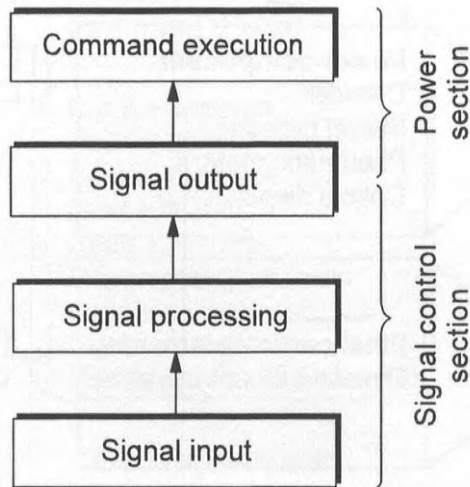 Command execution
Signal output
Signal processing
Signal input
Power
section
Signal control
section